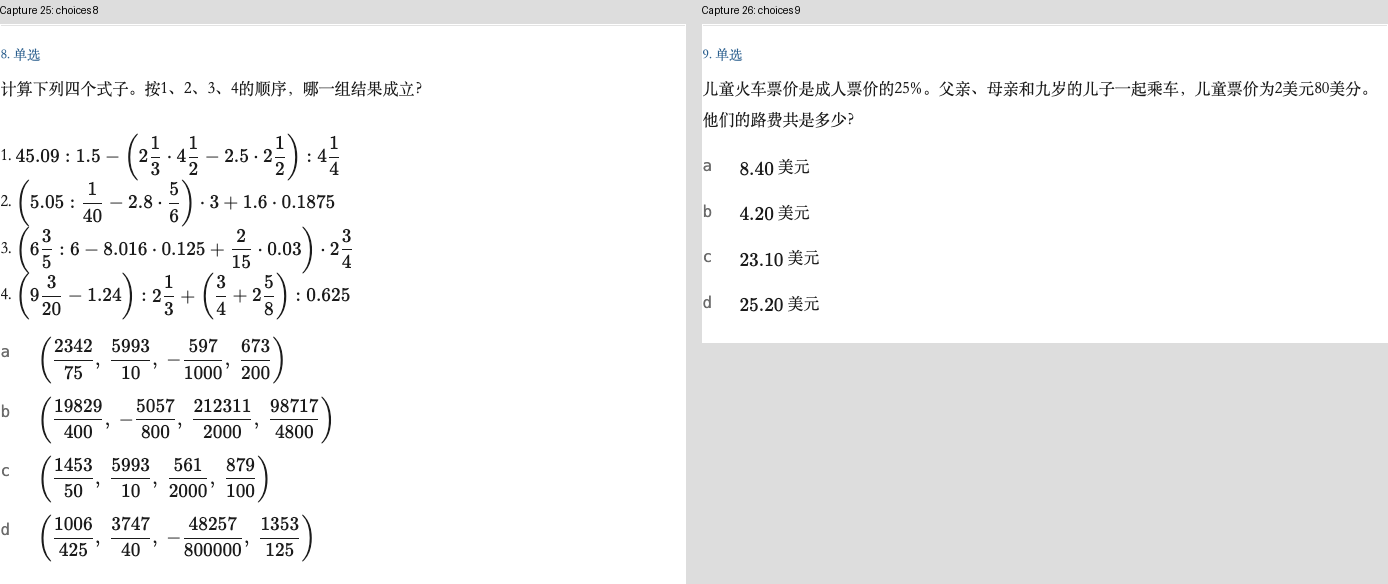 Capture 25: choices8
8. 单选
计算下列四个式子。按1、2、3、4的顺序，哪一组结果成立?
1. 45.09 : 1.5 − (2 1/3 · 4 1/2 − 2.5 · 2 1/2) : 4 1/4
2. (5.05 : 1/40 − 2.8 · 5/6) · 3 + 1.6 · 0.1875
3. (6 3/5 : 6 − 8.016 · 0.125 + 2/15 · 0.03) · 2 3/4
4. (9 3/20 − 1.24) : 2 1/3 + (3/4 + 2 5/8) : 0.625
a (2342/75, 5993/10, −597/1000, 673/200)
b (19829/400, −5057/800, 212311/2000, 98717/4800)
c (1453/50, 5993/10, 561/2000, 879/100)
d (1006/425, 3747/40, −48257/800000, 1353/125)
Capture 26: choices9
9. 单选
儿童火车票价是成人票价的25%。父亲、母亲和九岁的儿子一起乘车，儿童票价为2美元80美分。
他们的路费共是多少?
a 8.40 美元
b 4.20 美元
c 23.10 美元
d 25.20 美元